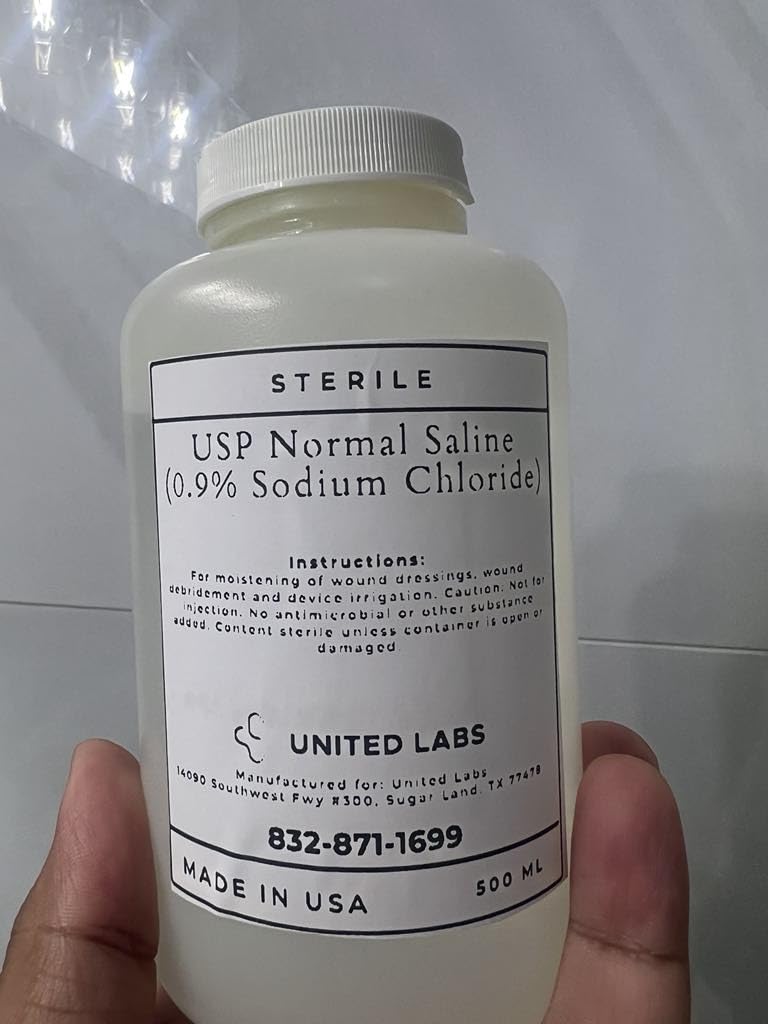 STERILE
USP Normal Saline
(0.9% Sodium Chloride)
Instructions:
For moistening of wound dressings, wound
debridement and device irrigation. Caution: Not for
injection. No antimicrobial or other substance
added. Content sterile unless container is open or
damaged.
UNITED LABS
Manufactured for: United Labs
14090 Southwest Fwy #300, Sugar Land, TX 77478
832-871-1699
MADE IN USA
500 ML